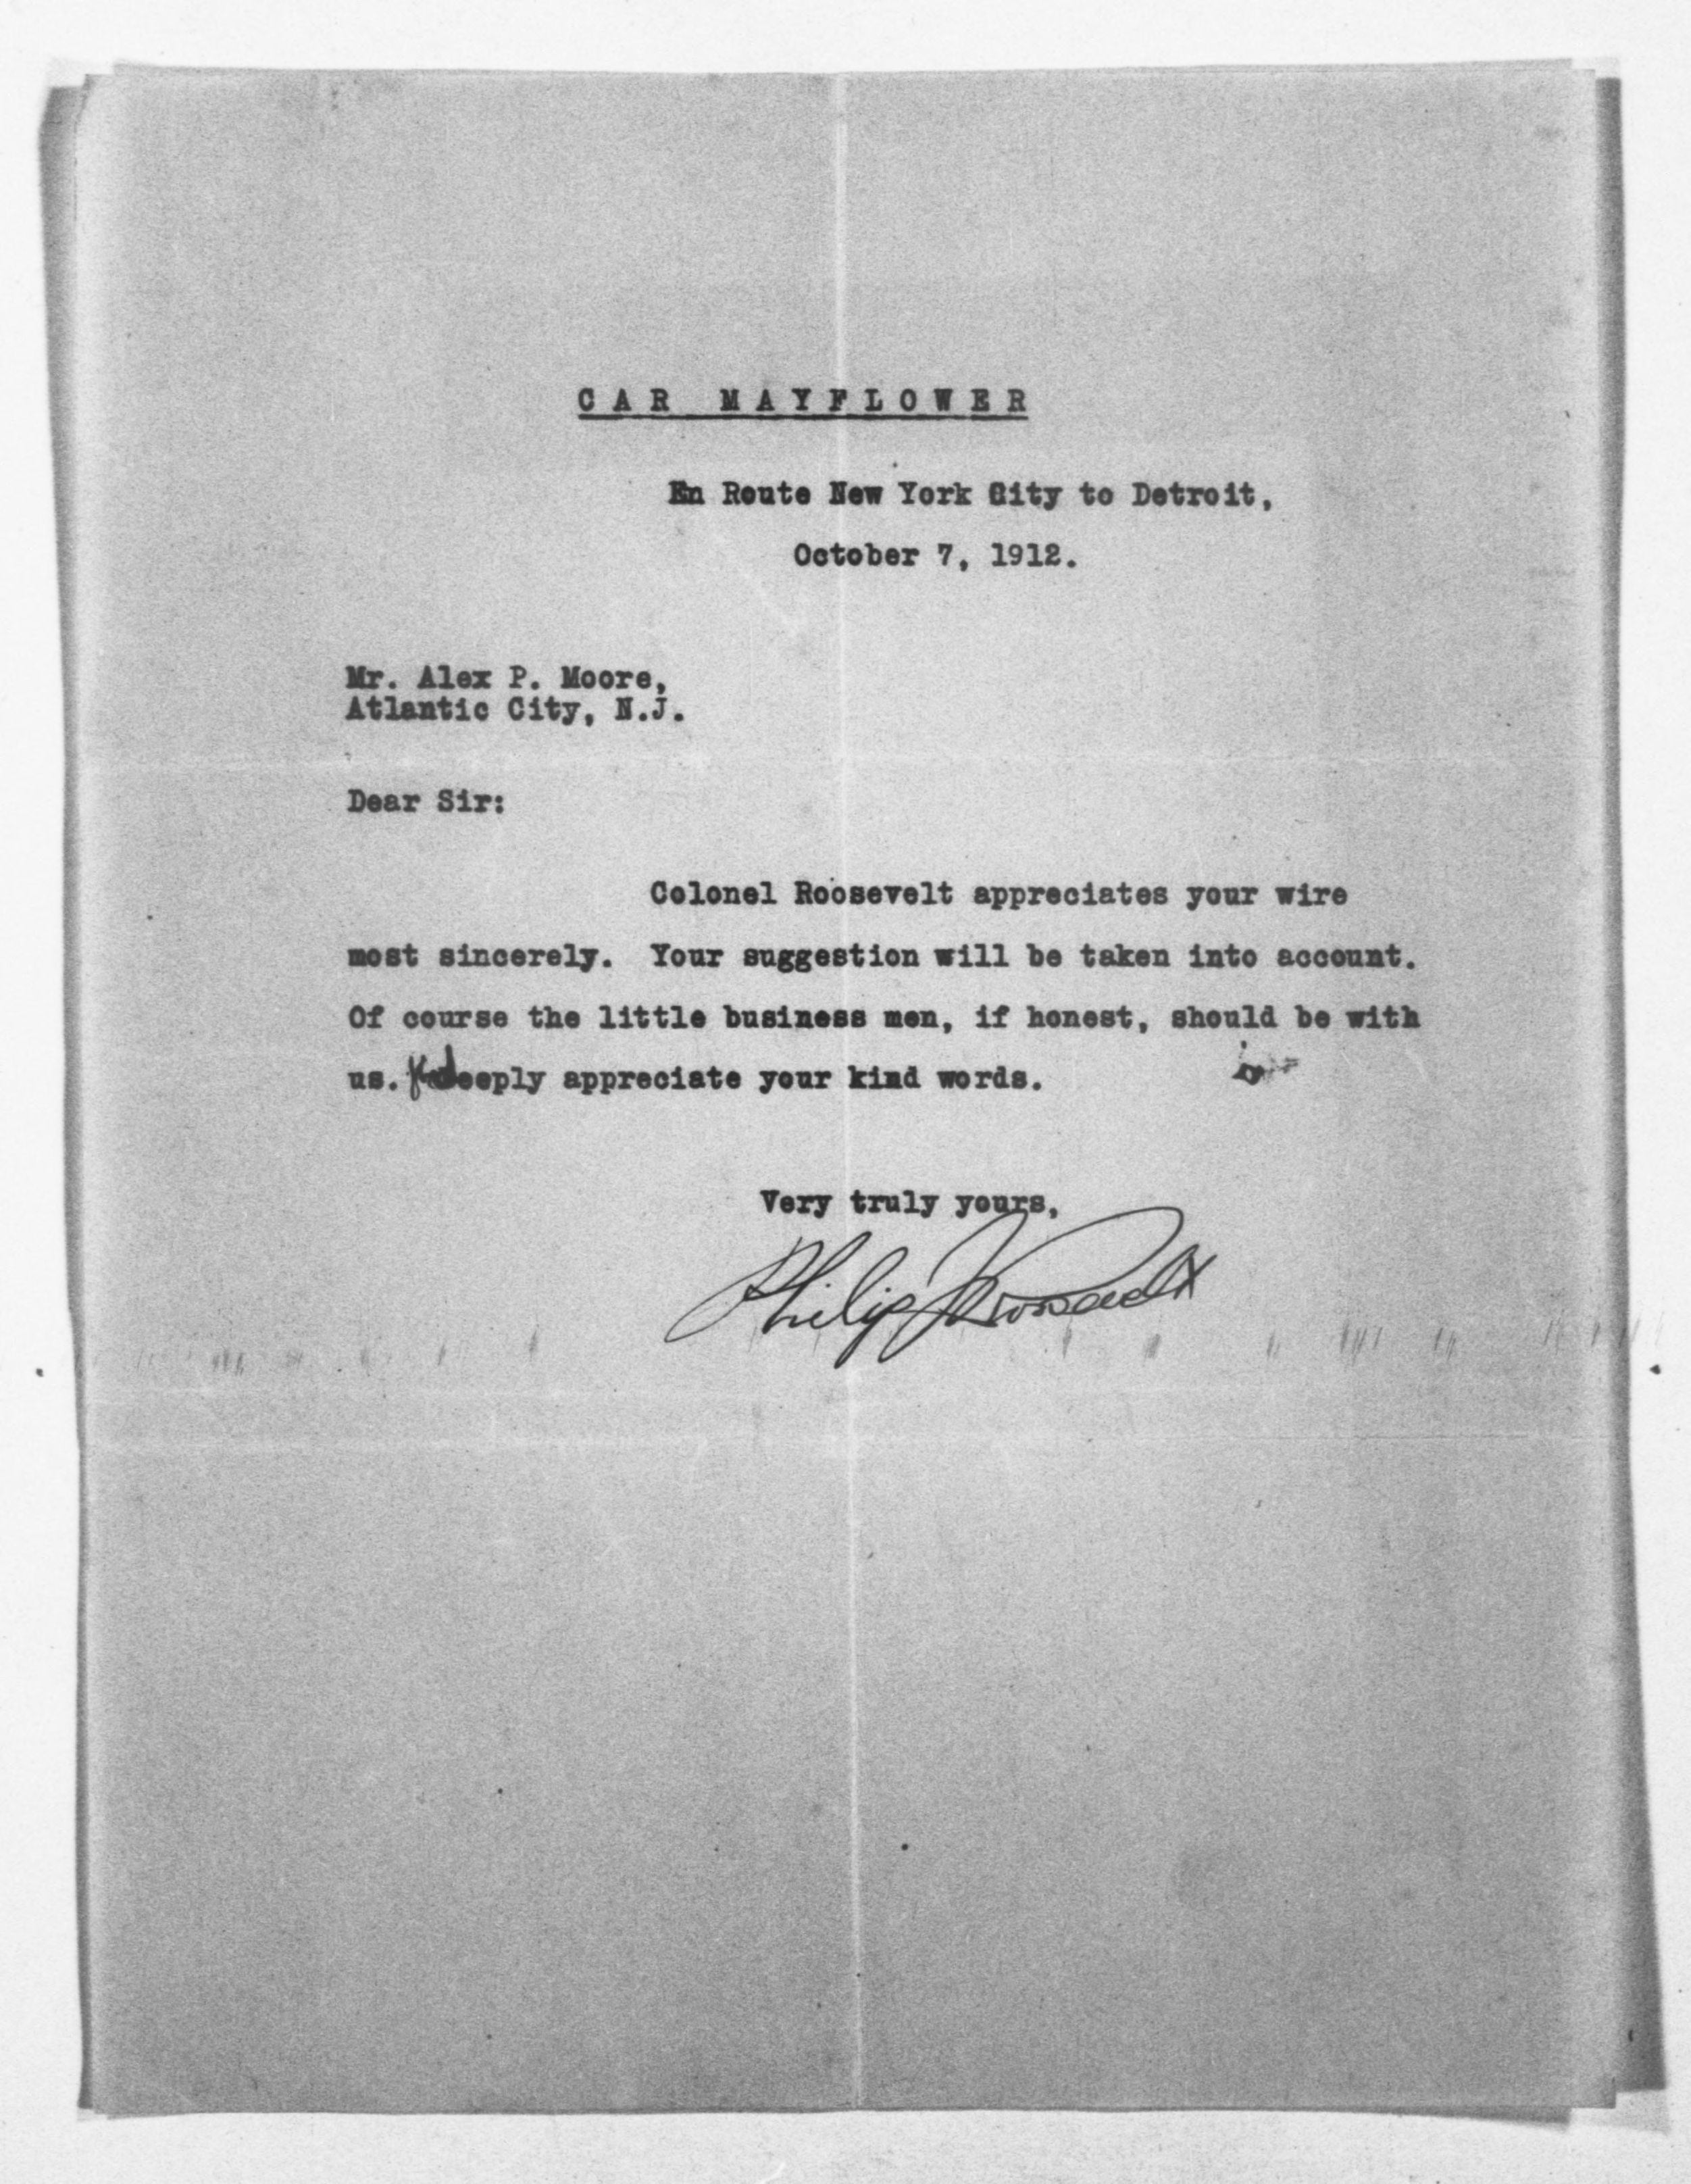 CAR MAYFLOWER
En Route New York City to Detroit,
October 7, 1912.
Mr. Alex P. Moore,
Atlantic City, N.J.
Dear Sir:
Colonel Roosevelt appreciates your wire
most sincerely. Your suggestion will be taken into account.
Of course the little business men, if honest, should be with
us. deeply appreciate your kind words.
Very truly yours,
Philip Roosevelt